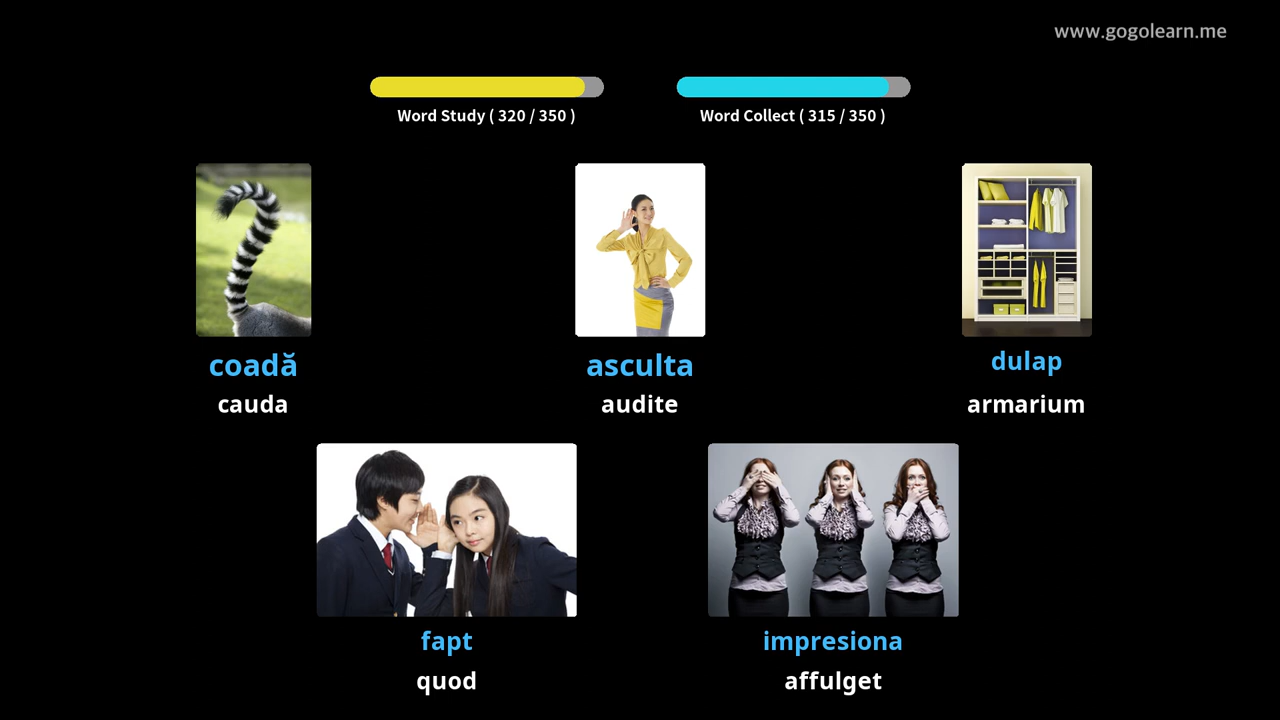 www.gogolearn.me
Word Study ( 320 / 350 )
Word Collect ( 315 / 350 )
coadă
asculta
dulap
cauda
audite
armarium
fapt
impresiona
quod
affulget